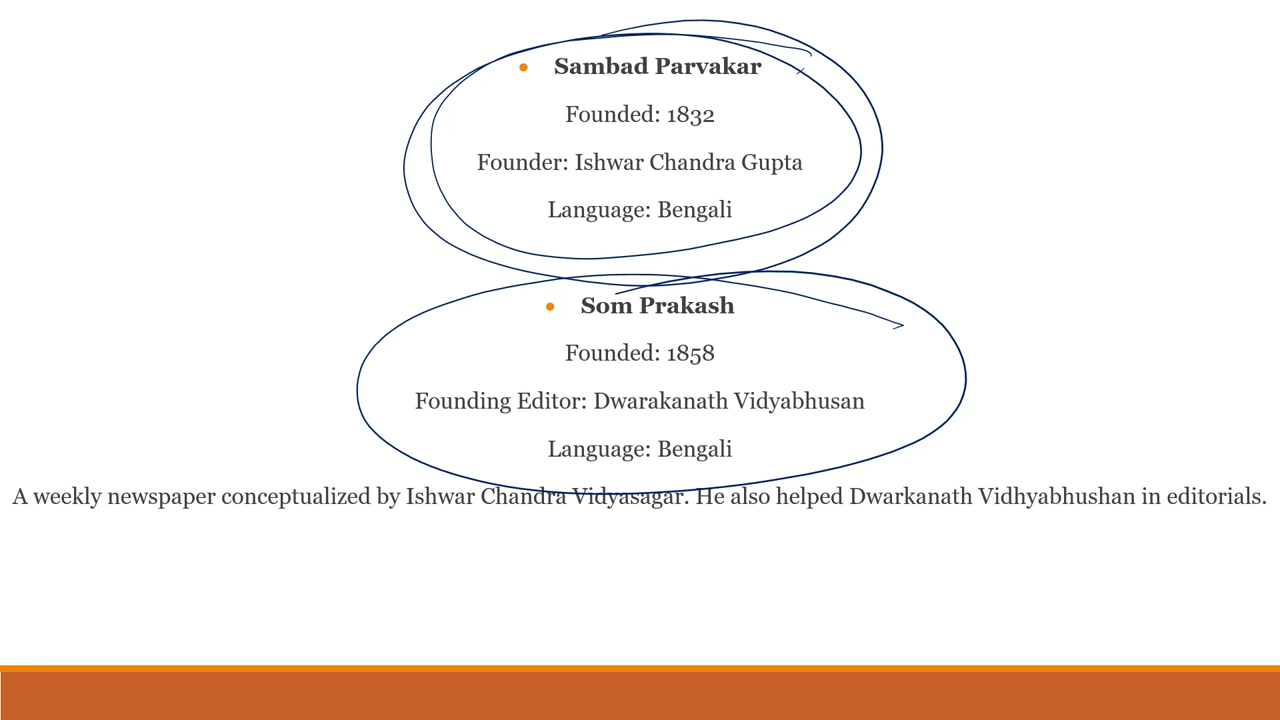 • Sambad Parvakar
Founded: 1832
Founder: Ishwar Chandra Gupta
Language: Bengali
• Som Prakash
Founded: 1858
Founding Editor: Dwarakanath Vidyabhusan
Language: Bengali
A weekly newspaper conceptualized by Ishwar Chandra Vidyasagar. He also helped Dwarkanath Vidhyabhushan in editorials.